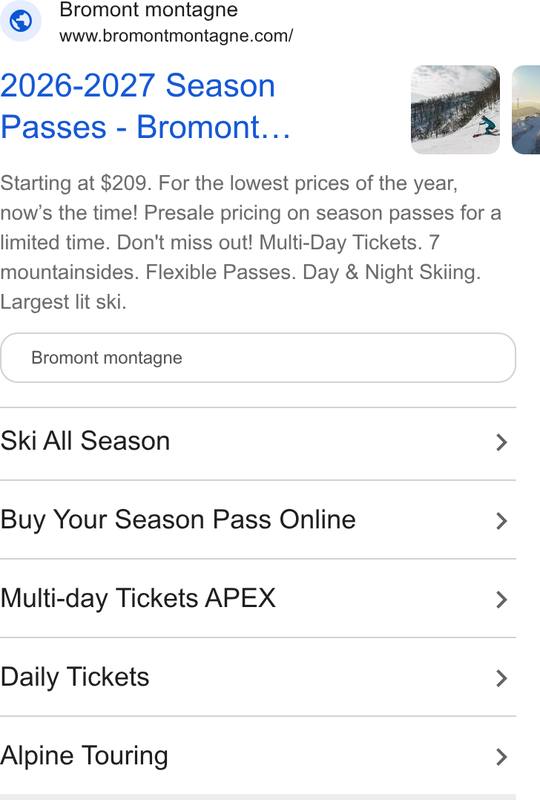 Bromont montagne
www.bromontmontagne.com/
2026-2027 Season
Passes - Bromont...
Starting at $209. For the lowest prices of the year,
now’s the time! Presale pricing on season passes for a
limited time. Don't miss out! Multi-Day Tickets. 7
mountainsides. Flexible Passes. Day & Night Skiing.
Largest lit ski.
Bromont montagne
Ski All Season
Buy Your Season Pass Online
Multi-day Tickets APEX
Daily Tickets
Alpine Touring